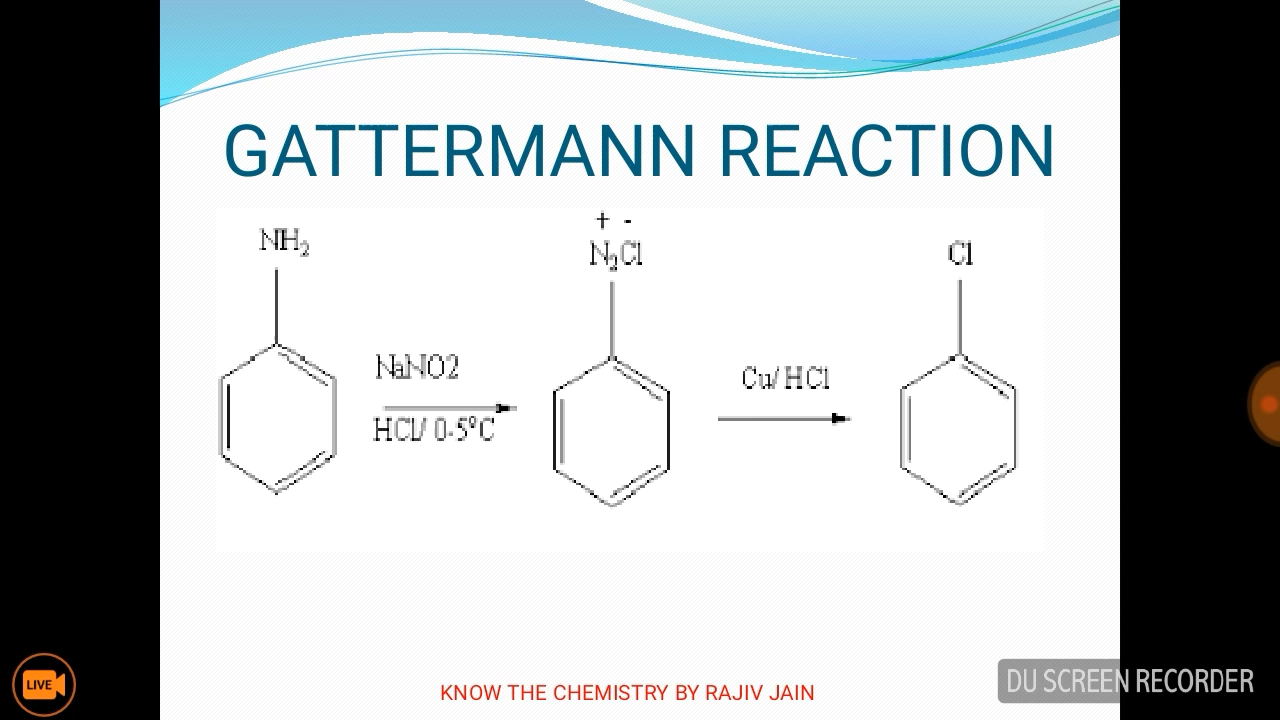 GATTERMANN REACTION
+ -
NH2
N2Cl
Cl
NaNO2
Cu/ HCl
HCl/ 0-5°C
LIVE
KNOW THE CHEMISTRY BY RAJIV JAIN
DU SCREEN RECORDER